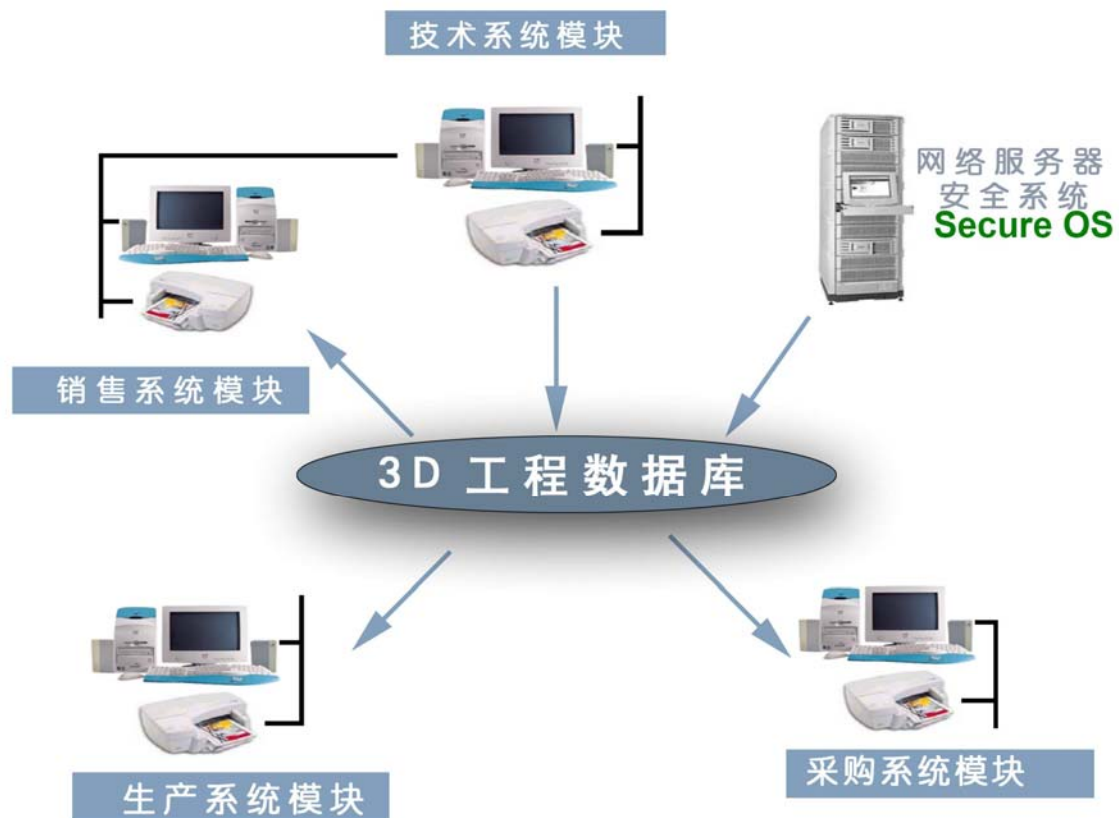 技术系统模块
网络服务器
安全系统
Secure OS
销售系统模块
3D 工程数据库
采购系统模块
生产系统模块